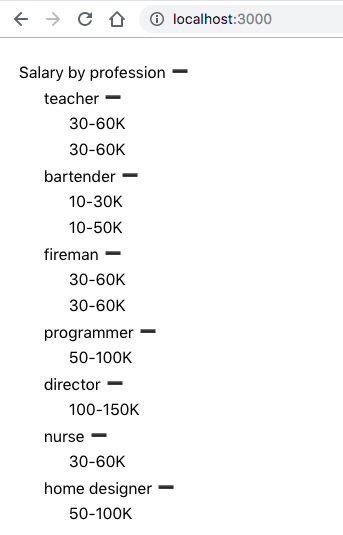 localhost:3000
Salary by profession
teacher
30-60K
30-60K
bartender
10-30K
10-50K
fireman
30-60K
30-60K
programmer
50-100K
director
100-150K
nurse
30-60K
home designer
50-100K